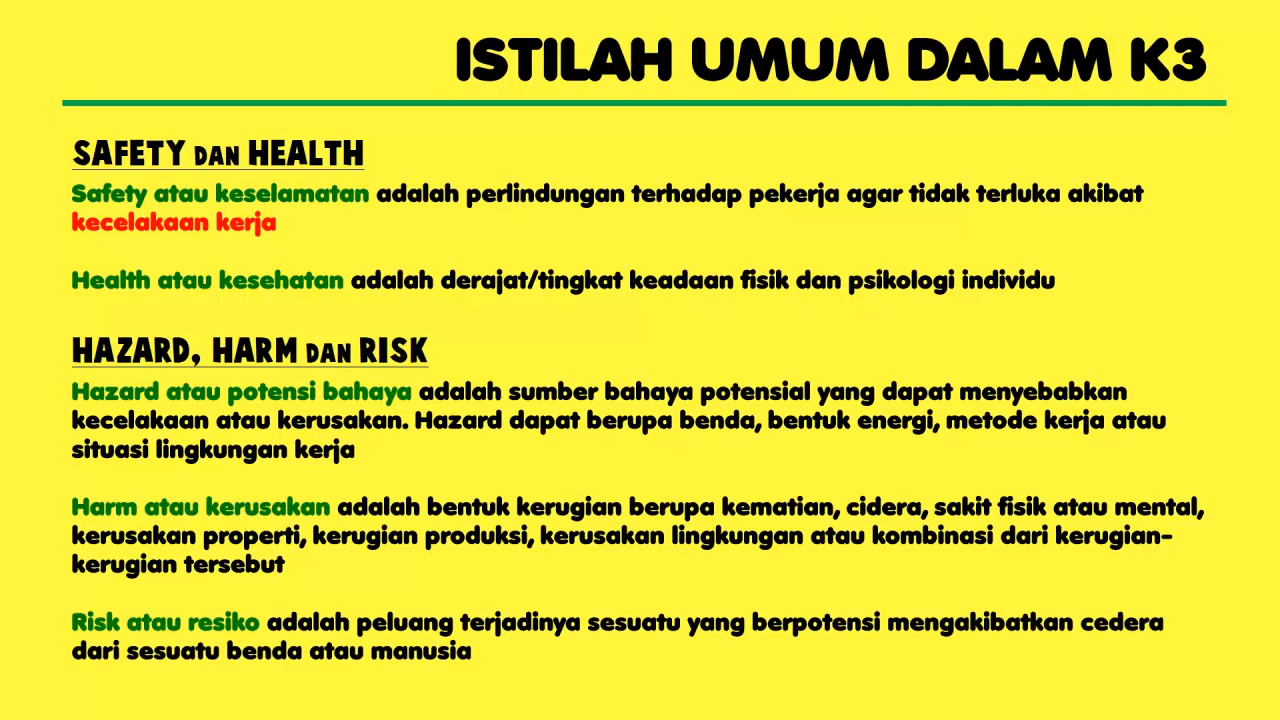 ISTILAH UMUM DALAM K3
SAFETY DAN HEALTH
Safety atau keselamatan adalah perlindungan terhadap pekerja agar tidak terluka akibat
kecelakaan kerja
Health atau kesehatan adalah derajat/tingkat keadaan fisik dan psikologi individu
HAZARD, HARM DAN RISK
Hazard atau potensi bahaya adalah sumber bahaya potensial yang dapat menyebabkan
kecelakaan atau kerusakan. Hazard dapat berupa benda, bentuk energi, metode kerja atau
situasi lingkungan kerja
Harm atau kerusakan adalah bentuk kerugian berupa kematian, cidera, sakit fisik atau mental,
kerusakan properti, kerugian produksi, kerusakan lingkungan atau kombinasi dari kerugian-
kerugian tersebut
Risk atau resiko adalah peluang terjadinya sesuatu yang berpotensi mengakibatkan cedera
dari sesuatu benda atau manusia